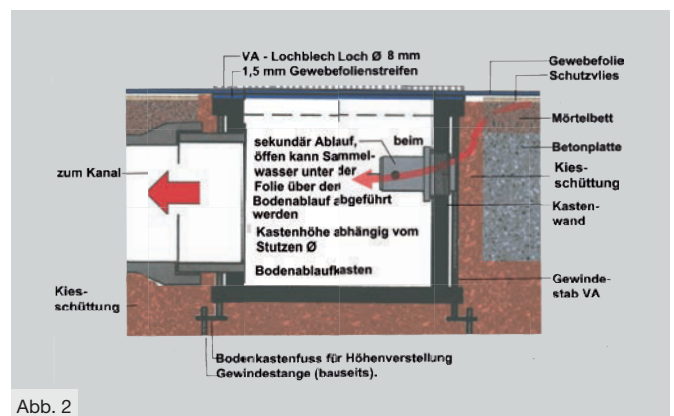 VA - Lochblech Loch Ø 8 mm
1,5 mm Gewebefolienstreifen
Gewebefolie
Schutzvlies
Mörtelbett
Betonplatte
Kies-
schüttung
Kasten-
wand
Gewinde-
stab VA
sekundär Ablauf, beim
öffen kann Sammel-
wasser unter der
Folie über den
Bodenablauf abgeführt
werden
Kastenhöhe abhängig vom
Stutzen Ø
Bodenablaufkasten
zum Kanal
Kies-
schüttung
Bodenkastenfuss für Höhenverstellung
Gewindestange (bauseits).
Abb. 2